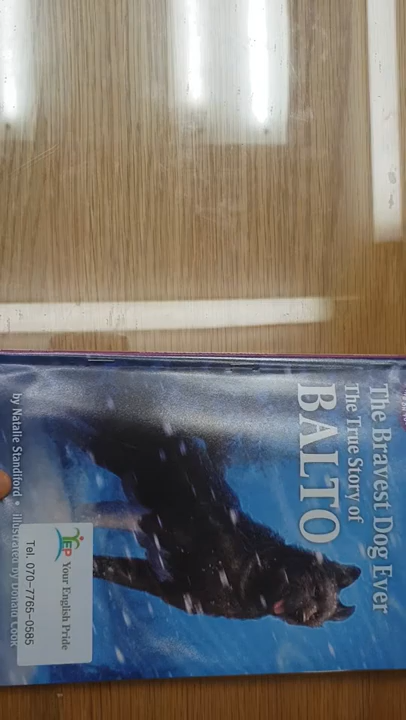 The Bravest Dog Ever
The True Story of
BALTO
YEP Your English Pride
Tel. 070-7765-0585
by Natalie Standiford • illustrated by Donald Cook